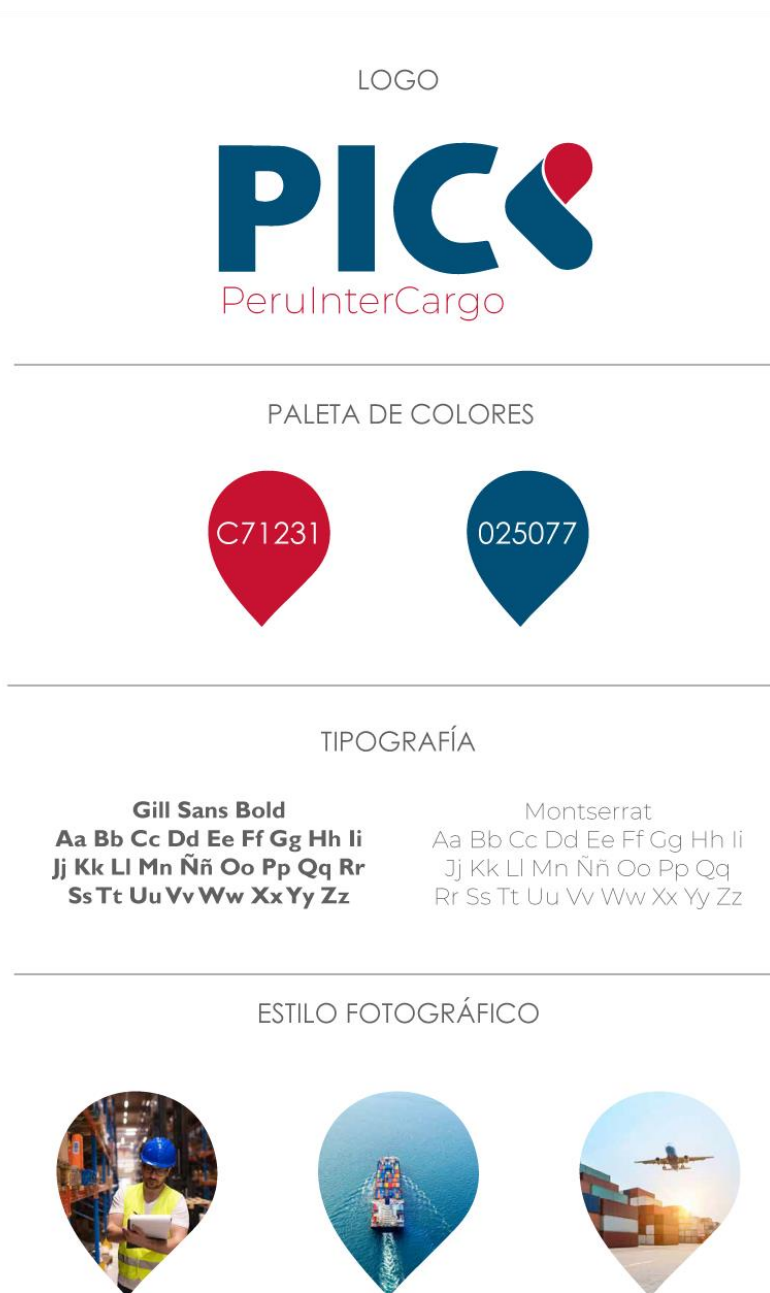 LOGO
PIC
PeruInterCargo
PALETA DE COLORES
C71231
025077
TIPOGRAFÍA
Gill Sans Bold
Aa Bb Cc Dd Ee Ff Gg Hh Ii
Jj Kk Ll Mn Ññ Oo Pp Qq Rr
Ss Tt Uu Vv Ww Xx Yy Zz
Montserrat
Aa Bb Cc Dd Ee Ff Gg Hh Ii
Jj Kk Ll Mn Ññ Oo Pp Qq
Rr Ss Tt Uu Vv Ww Xx Yy Zz
ESTILO FOTOGRÁFICO